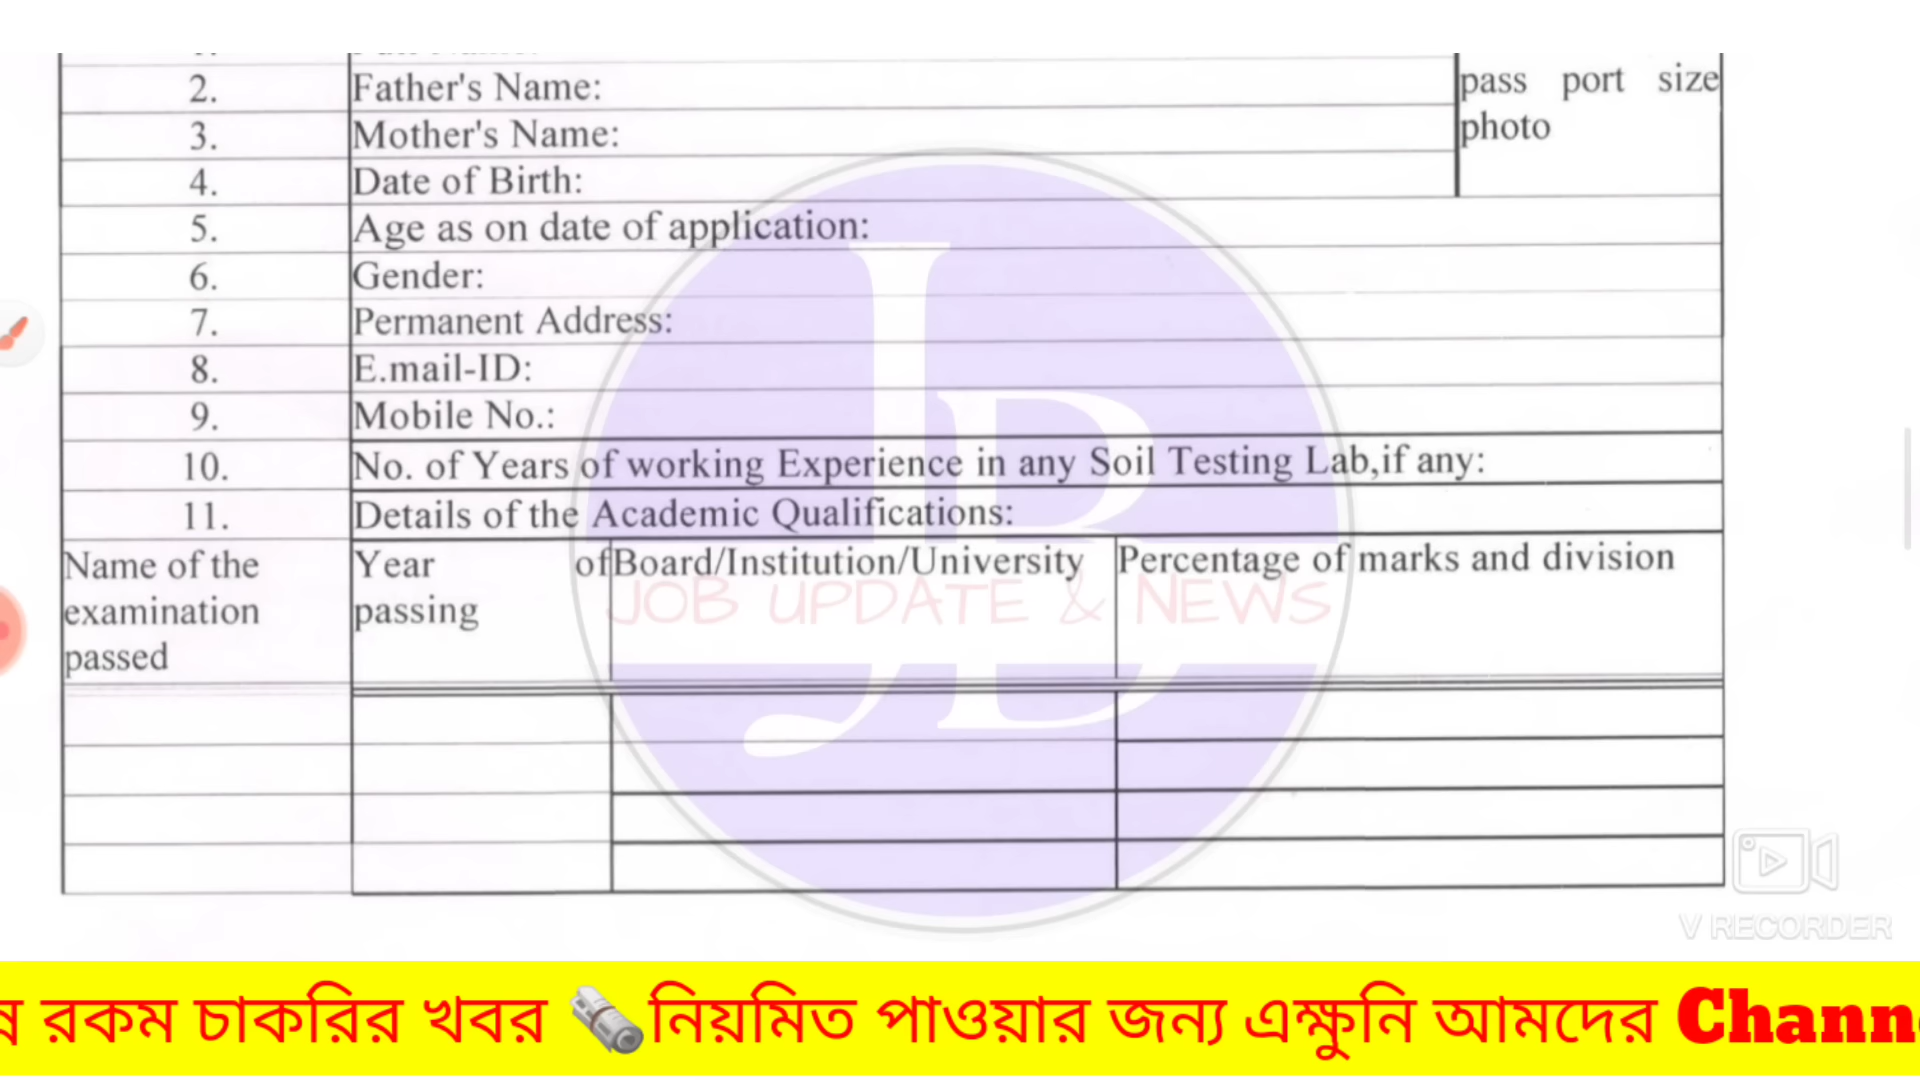 2. Father's Name:
3. Mother's Name:
4. Date of Birth:
pass port size
photo
5. Age as on date of application:
6. Gender:
7. Permanent Address:
8. E.mail-ID:
9. Mobile No.:
10. No. of Years of working Experience in any Soil Testing Lab,if any:
11. Details of the Academic Qualifications:
Name of the
examination
passed
Year of
passing
Board/Institution/University
Percentage of marks and division
JB
JOB UPDATE & NEWS
V RECORDER
রকম চাকরির খবর নিয়মিত পাওয়ার জন্য এক্ষুনি আমদের Chann